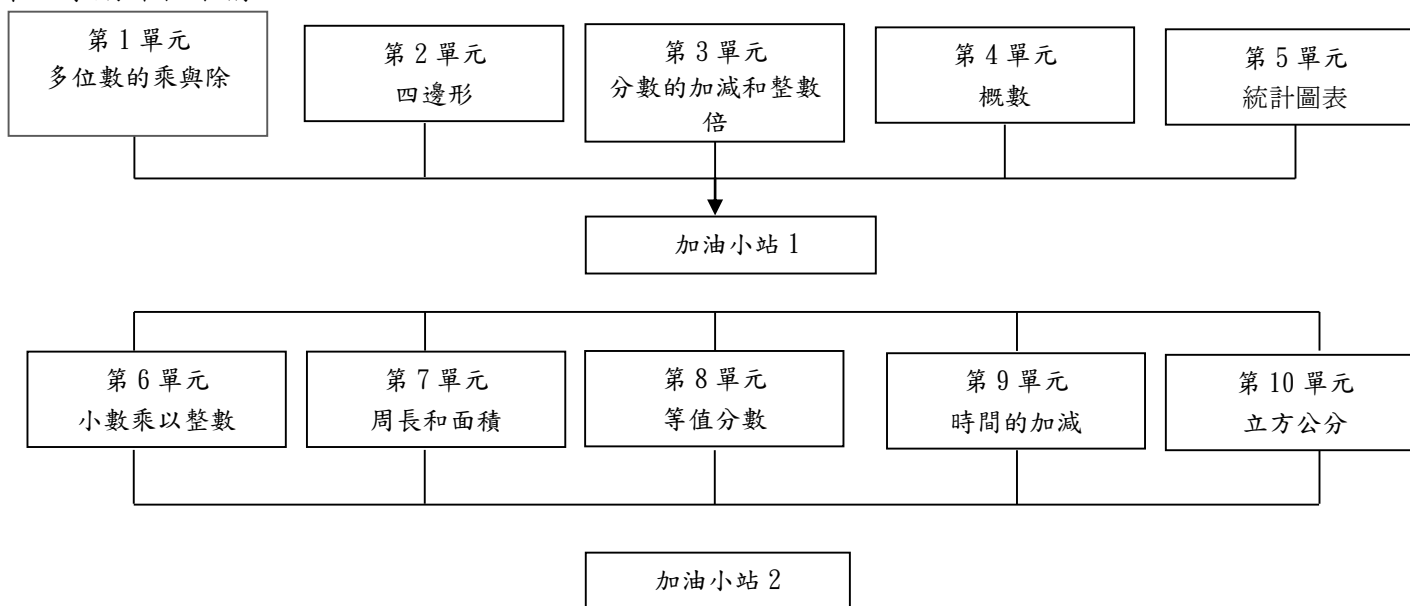 第 1 單元
多位數的乘與除
第 2 單元
四邊形
第 3 單元
分數的加減和整數
倍
第 4 單元
概數
第 5 單元
統計圖表
加油小站 1
第 6 單元
小數乘以整數
第 7 單元
周長和面積
第 8 單元
等值分數
第 9 單元
時間的加減
第 10 單元
立方公分
加油小站 2